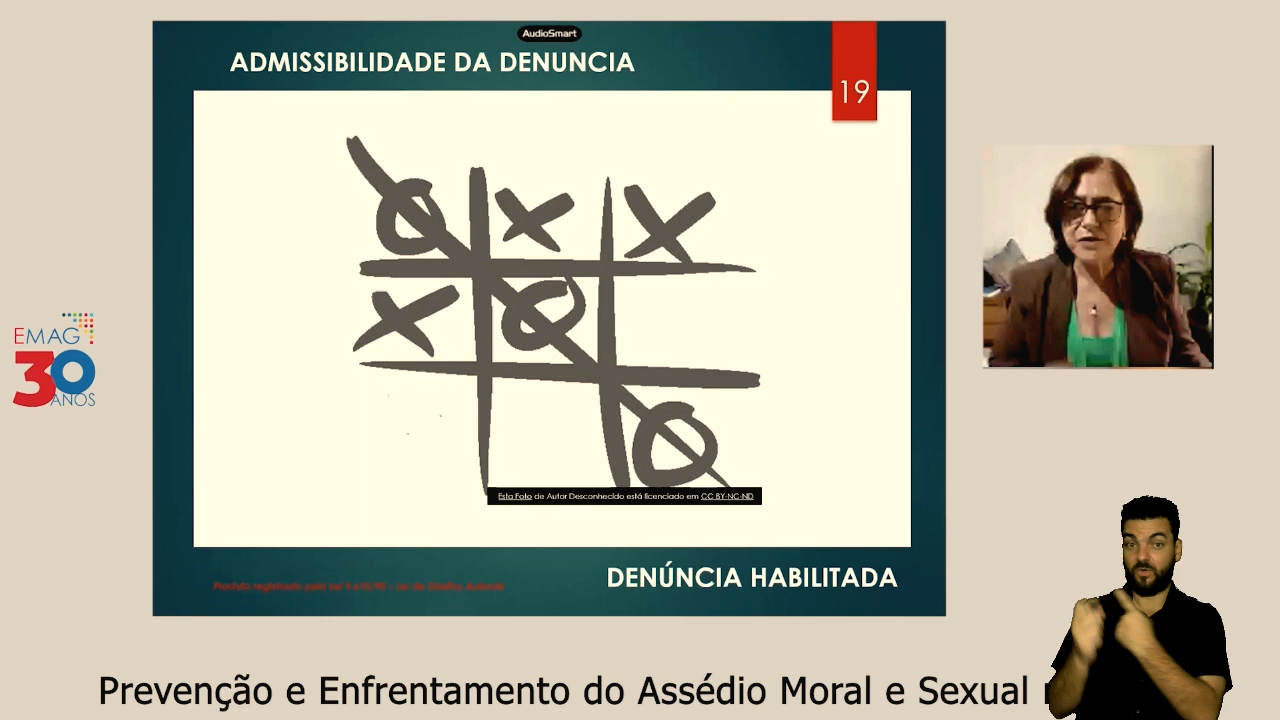 AudioSmart
ADMISSIBILIDADE DA DENUNCIA
19
EMAG
30
ANOS
Esta Foto de Autor Desconhecido está licenciado em CC BY-NC-ND
DENÚNCIA HABILITADA
Prevenção e Enfrentamento do Assédio Moral e Sexual